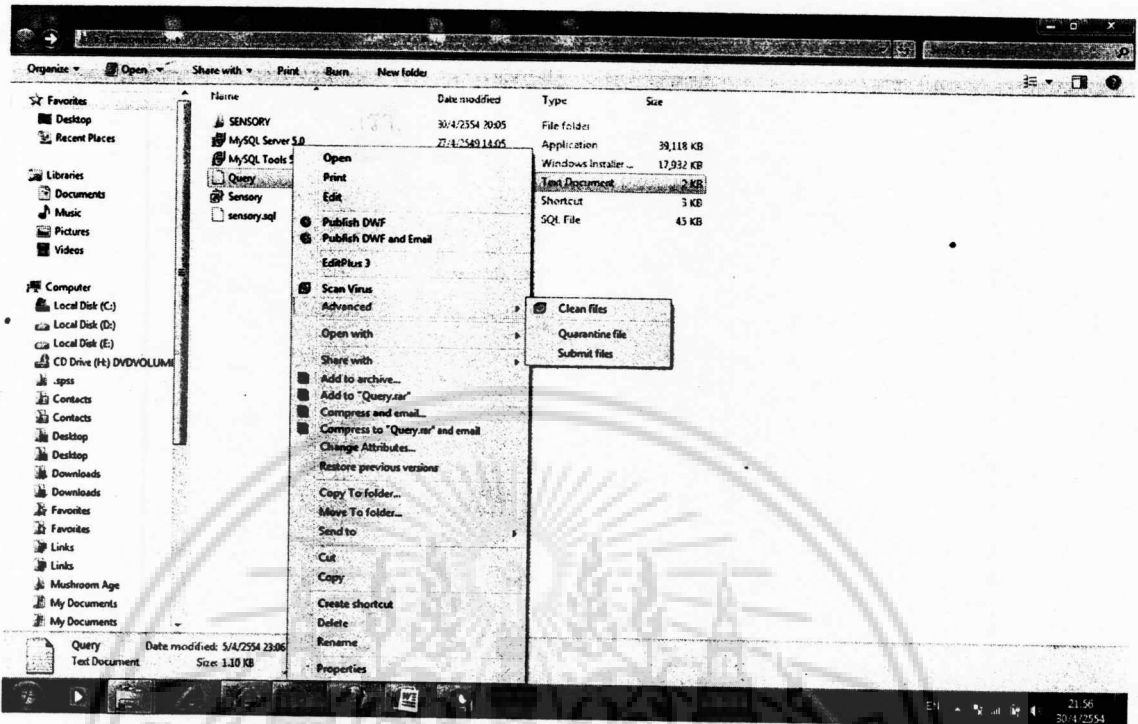 Organize Open Share with Print Burn New folder
Name Date modified Type Size
Favorites
Desktop
Recent Places
Libraries
Documents
Music
Pictures
Videos
Computer
Local Disk (C:)
Local Disk (D:)
Local Disk (E:)
CD Drive (H:) DVDVOLUME
.spss
Contacts
Contacts
Desktop
Desktop
Downloads
Downloads
Favorites
Favorites
Links
Links
Mushroom Age
My Documents
My Documents
SENSORY 30/4/2554 20:05 File folder
MySQL Server 5.0 27/4/2549 14:05 Application 39,118 KB
MySQL Tools 5 Windows Installer ... 17,932 KB
Query Text Document 2 KB
Sensory Shortcut 3 KB
sensory.sql SQL File 45 KB
Open
Print
Edit
Publish DWF
Publish DWF and Email
EditPlus 3
Scan Virus
Advanced
Open with
Share with
Add to archive...
Add to "Query.rar"
Compress and email...
Compress to "Query.rar" and email
Change Attributes...
Restore previous versions
Copy To folder...
Move To folder...
Send to
Cut
Copy
Create shortcut
Delete
Rename
Properties
Clean files
Quarantine file
Submit files
Query Date modified: 5/4/2554 23:06
Text Document Size: 1.10 KB
21:56
30/4/2554